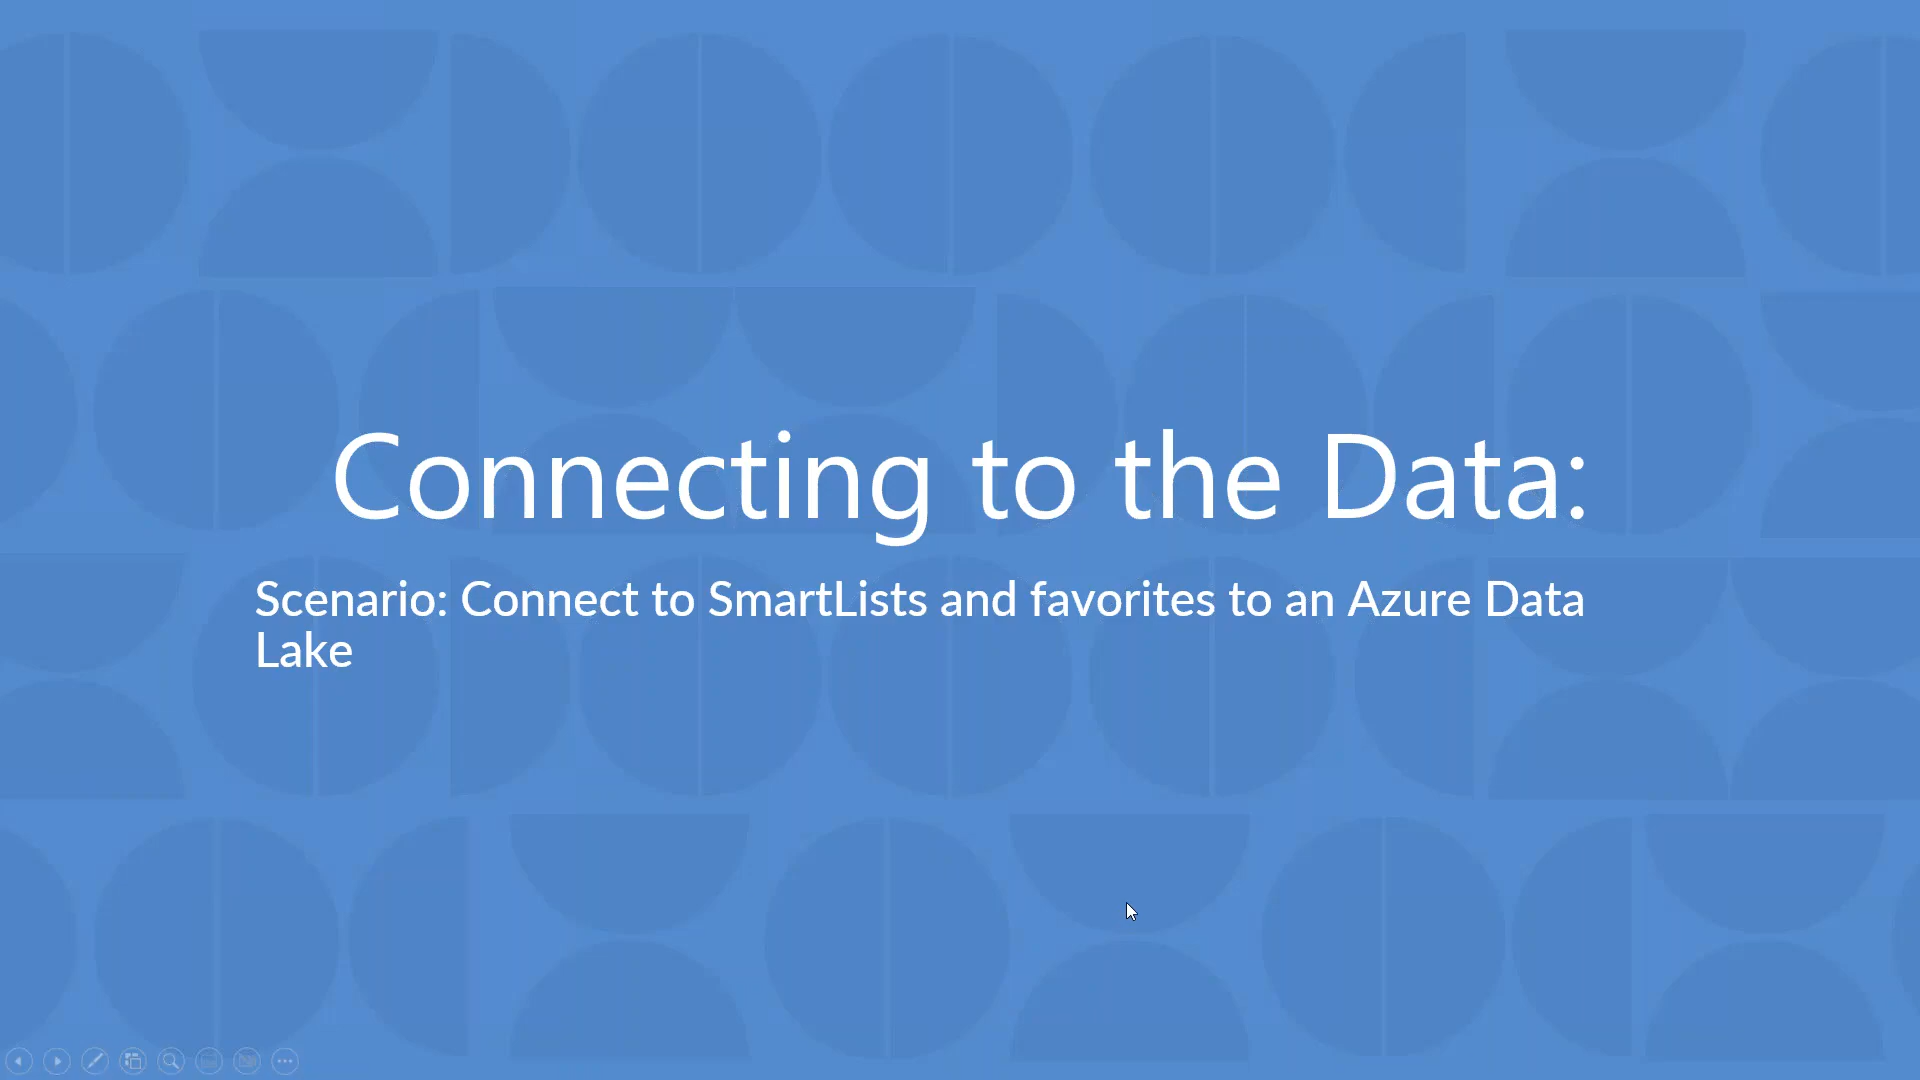 Connecting to the Data:
Scenario: Connect to SmartLists and favorites to an Azure Data
Lake